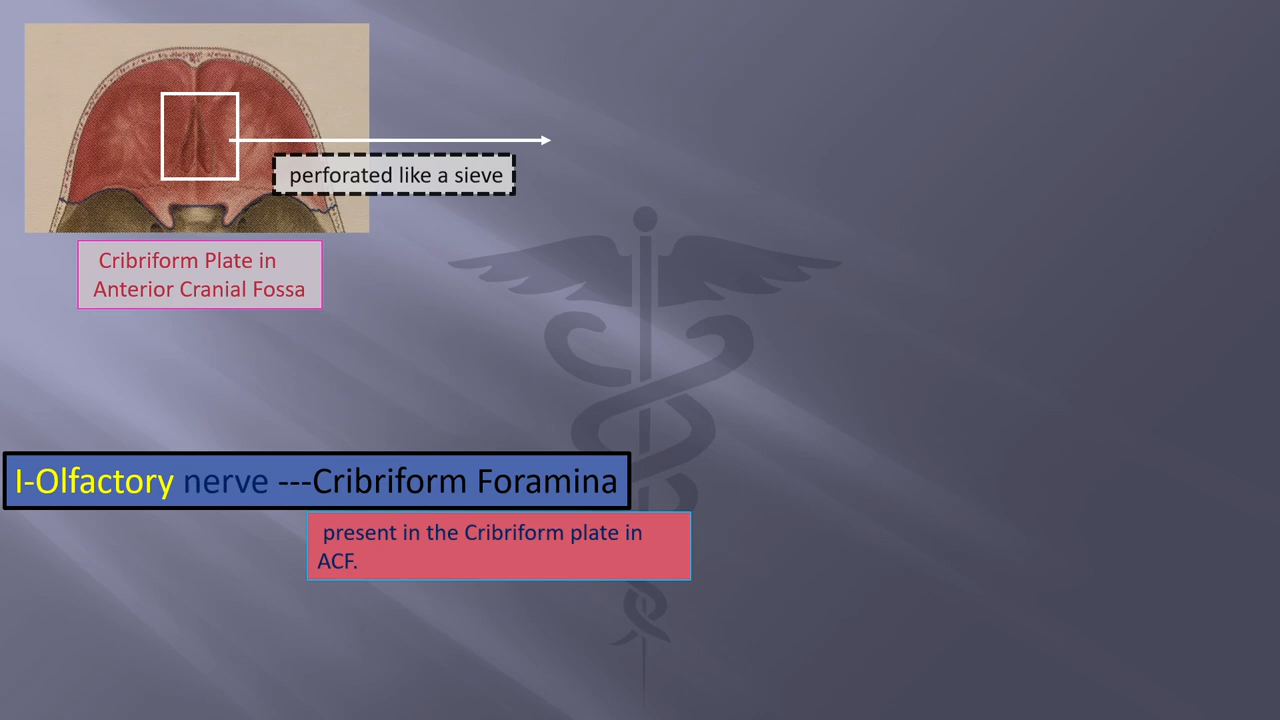 perforated like a sieve
Cribriform Plate in
Anterior Cranial Fossa
I-Olfactory nerve ---Cribriform Foramina
present in the Cribriform plate in
ACF.